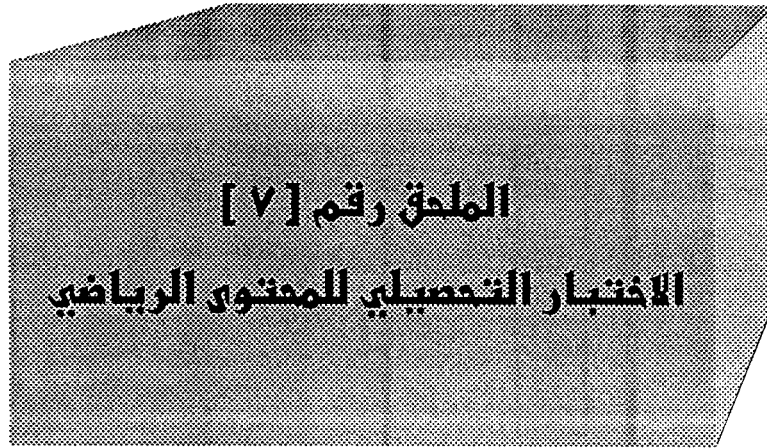 الملحق رقم [ ٧ ]
الاختبار التحصيلي للمحتوى الرياضي